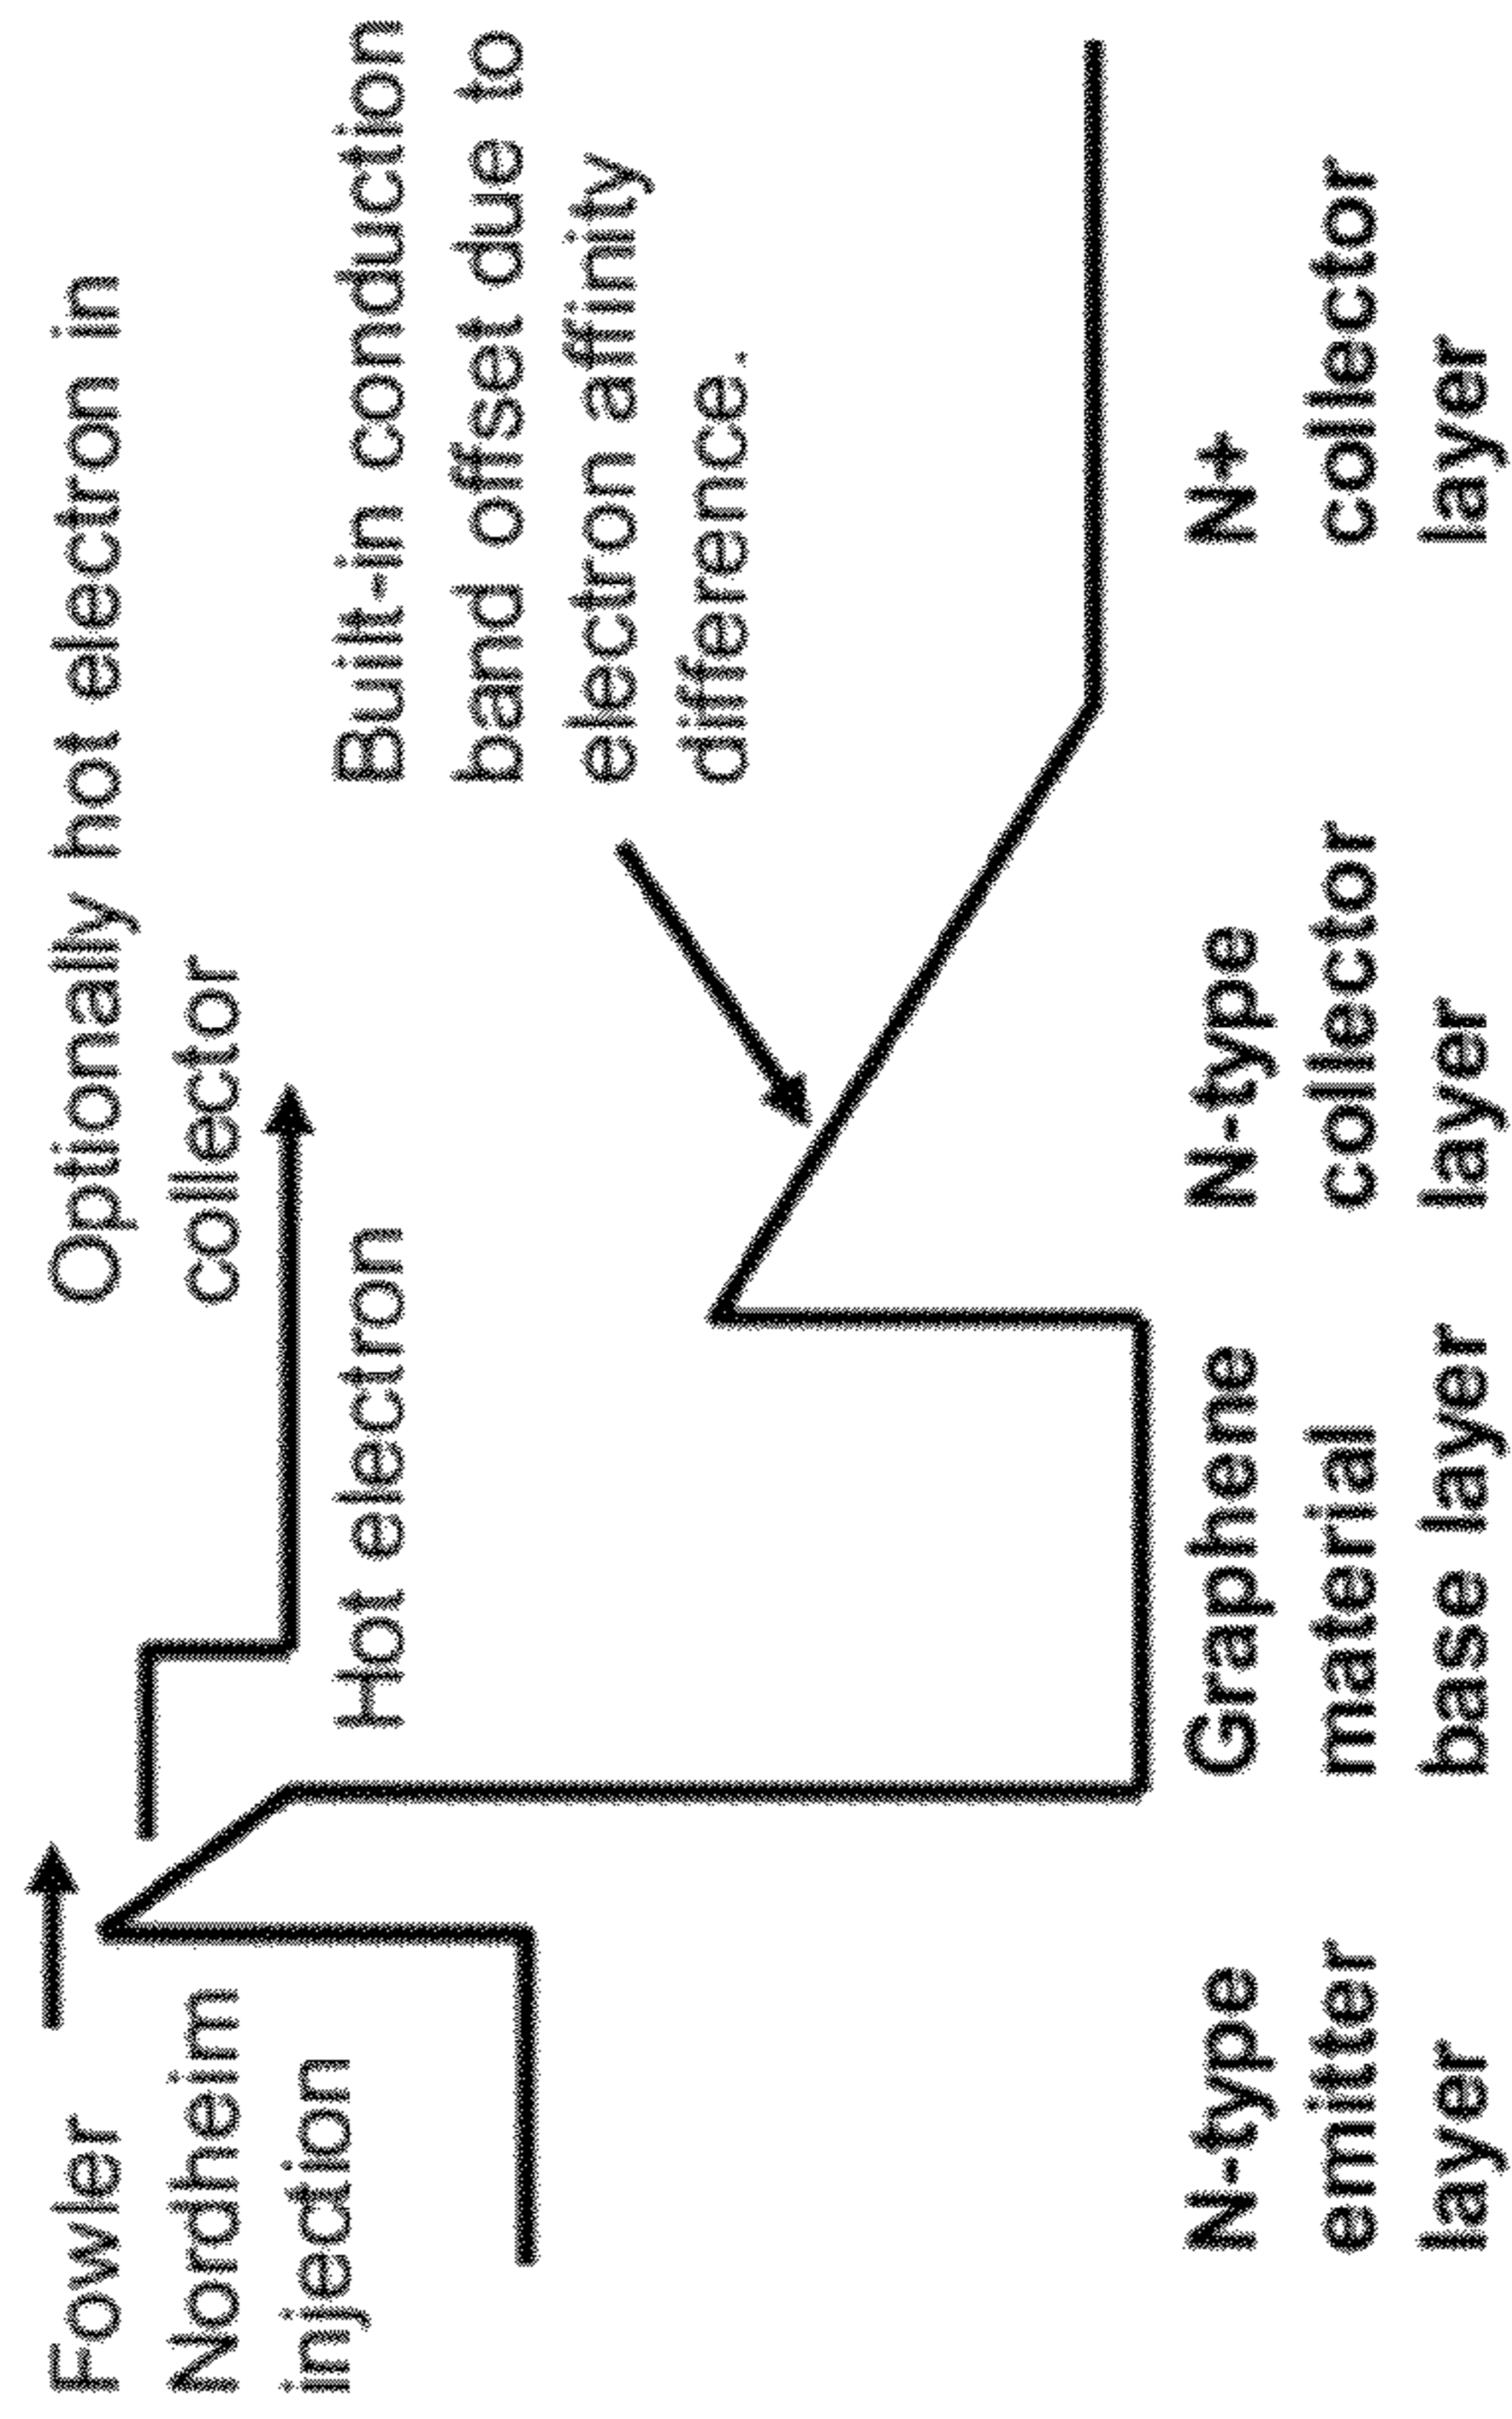 Fowler
Nordheim
injection
Optionally hot electron in
collector
Hot electron
Built-in conduction
band offset due to
electron affinity
difference.
N-type
emitter
layer
Graphene
material
base layer
N-type
collector
layer
N+
collector
layer